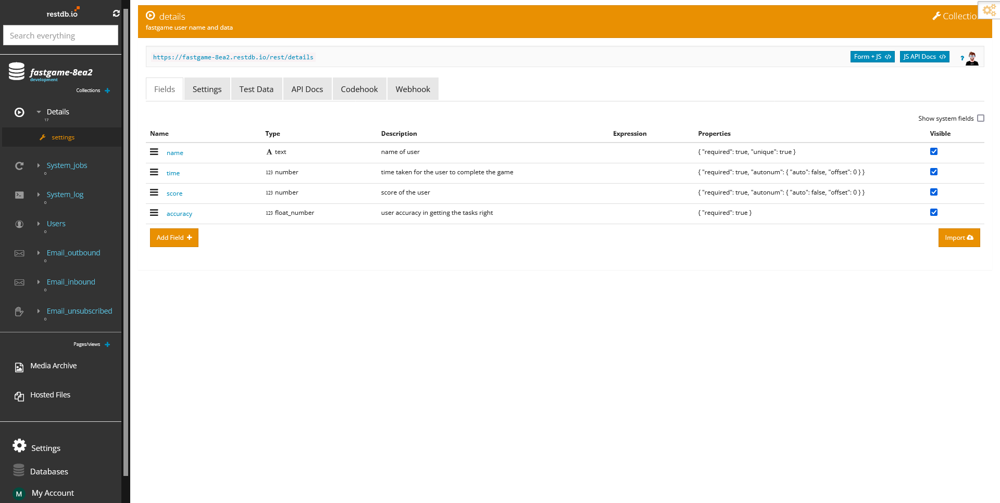 restdb.io
Search everything
fastgame-8ea2
development
Collections
Details
17
settings
System_jobs
0
System_log
0
Users
0
Email_outbound
0
Email_inbound
0
Email_unsubscribed
0
Pages/views
Media Archive
Hosted Files
Settings
Databases
M My Account
details
fastgame user name and data
Collectio
https://fastgame-8ea2.restdb.io/rest/details
Form + JS </> JS API Docs </> ?
Fields Settings Test Data API Docs Codehook Webhook
Show system fields
Name Type Description Expression Properties Visible
name A text name of user { "required": true, "unique": true }
time 123 number time taken for the user to complete the game { "required": true, "autonum": { "auto": false, "offset": 0 } }
score 123 number score of the user { "required": true, "autonum": { "auto": false, "offset": 0 } }
accuracy 123 float_number user accuracy in getting the tasks right { "required": true }
Add Field + Import